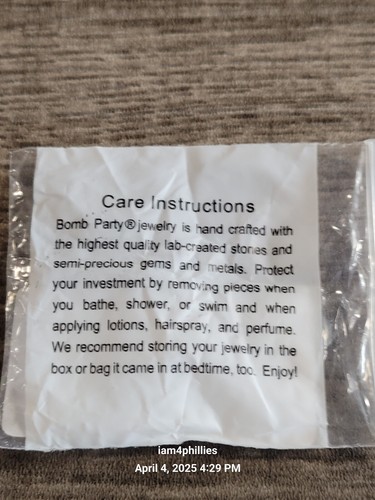 Care Instructions
Bomb Party® jewelry is hand crafted with
the highest quality lab-created stones and
semi-precious gems and metals. Protect
your investment by removing pieces when
you bathe, shower, or swim and when
applying lotions, hairspray, and perfume.
We recommend storing your jewelry in the
box or bag it came in at bedtime, too. Enjoy!
iam4phillies
April 4, 2025 4:29 PM